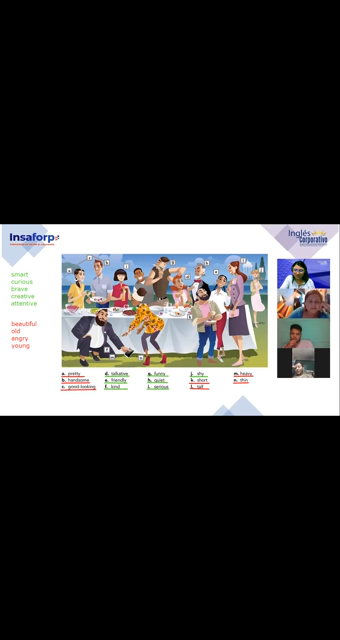 Insaforp
Inglés
Corporativo
smart
curious
brave
creative
attentive
beautiful
old
angry
young
a. pretty
b. handsome
c. good-looking
d. talkative
e. friendly
f. kind
g. funny
h. quiet
i. serious
j. shy
k. short
l. tall
m. heavy
n. thin